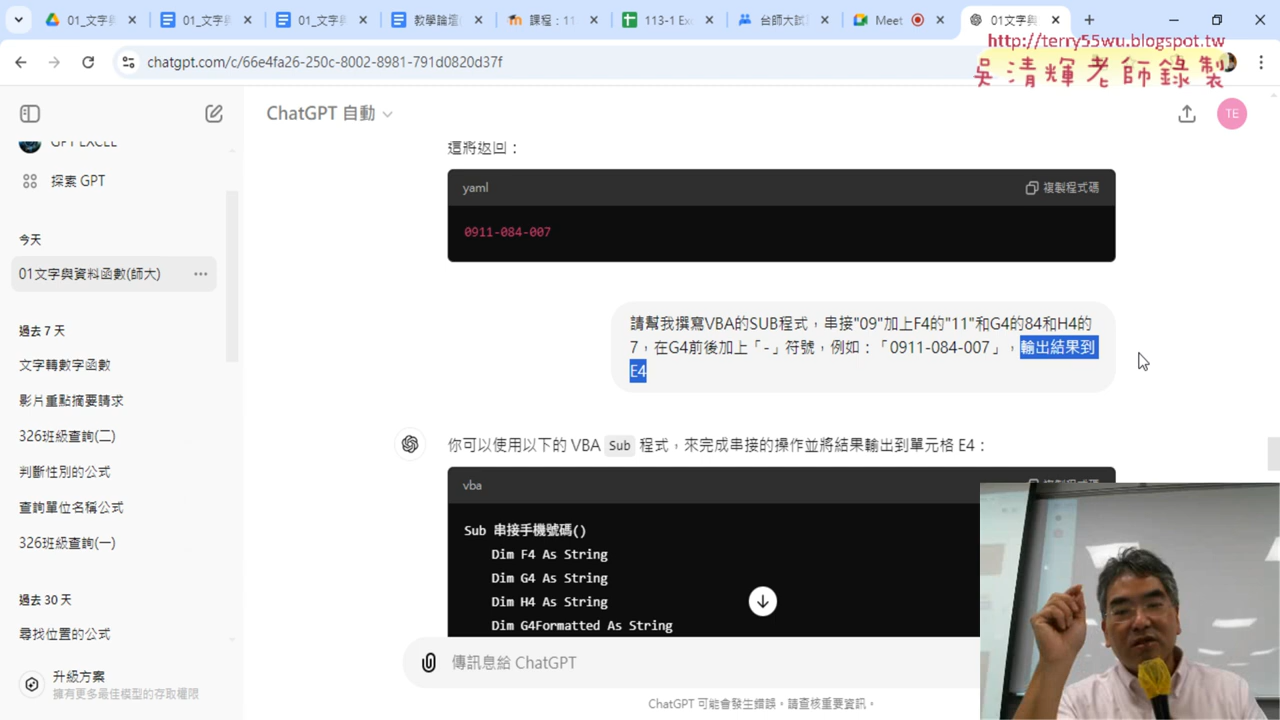 01_文字與
01_文字與
01_文字與
教學論壇
課程：11
113-1 Ex
台師大試
Meet
01文字與
http://terry55wu.blogspot.tw
chatgpt.com/c/66e4fa26-250c-8002-8981-791d0820d37f
吳清輝老師錄製
ChatGPT 自動
TE
GPT EXCEL
探索 GPT
今天
01文字與資料函數(師大)
過去 7 天
文字轉數字函數
影片重點摘要請求
326班級查詢(二)
判斷性別的公式
查詢單位名稱公式
326班級查詢(一)
過去 30 天
尋找位置的公式
升級方案
擁有更多最佳模型的存取權限
這將返回：
yaml
複製程式碼
0911-084-007
請幫我撰寫VBA的SUB程式，串接"09"加上F4的"11"和G4的84和H4的
7，在G4前後加上「-」符號，例如：「0911-084-007」，輸出結果到
E4
你可以使用以下的 VBA Sub 程式，來完成串接的操作並將結果輸出到單元格 E4：
vba
複製程式碼
Sub 串接手機號碼()
Dim F4 As String
Dim G4 As String
Dim H4 As String
Dim G4Formatted As String
傳訊息給 ChatGPT
ChatGPT 可能會發生錯誤。請查核重要資訊。